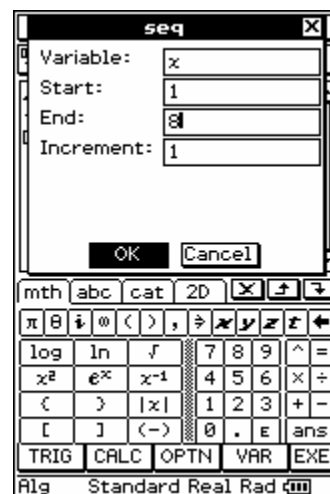 seq X
Variable: x
Start: 1
End: 8
Increment: 1
OK Cancel
mth abc cat 2D
π θ i ∞ ( ) , ⇒ x y z t ←
log ln √ 7 8 9 ^ =
x² eˣ x⁻¹ 4 5 6 × ÷
( ) |x| 1 2 3 + −
[ ] (−) 0 . E ans
TRIG CALC OPTN VAR EXE
Alg Standard Real Rad